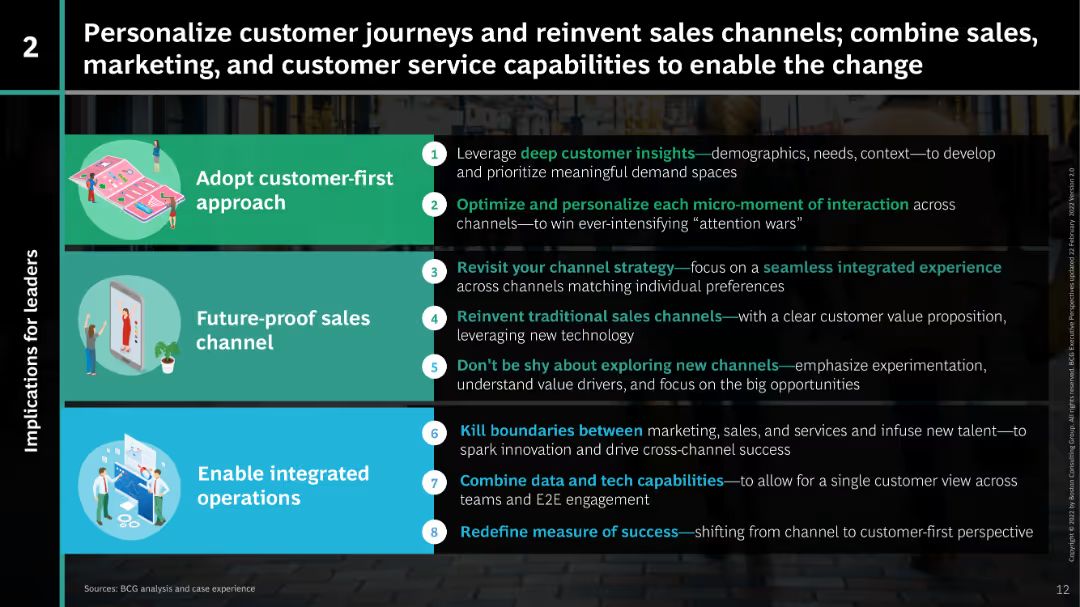 2
Personalize customer journeys and reinvent sales channels; combine sales,
marketing, and customer service capabilities to enable the change
Implications for leaders
Adopt customer-first
approach
1
Leverage deep customer insights—demographics, needs, context—to develop
and prioritize meaningful demand spaces
2
Optimize and personalize each micro-moment of interaction across
channels—to win ever-intensifying “attention wars”
Future-proof sales
channel
3
Revisit your channel strategy—focus on a seamless integrated experience
across channels matching individual preferences
4
Reinvent traditional sales channels—with a clear customer value proposition,
leveraging new technology
5
Don't be shy about exploring new channels—emphasize experimentation,
understand value drivers, and focus on the big opportunities
Enable integrated
operations
6
Kill boundaries between marketing, sales, and services and infuse new talent—to
spark innovation and drive cross-channel success
7
Combine data and tech capabilities—to allow for a single customer view across
teams and E2E engagement
8
Redefine measure of success—shifting from channel to customer-first perspective
Sources: BCG analysis and case experience
12
Copyright © 2022 by Boston Consulting Group. All rights reserved. BCG Executive Perspectives updated 22 February 2022 Version 2.0